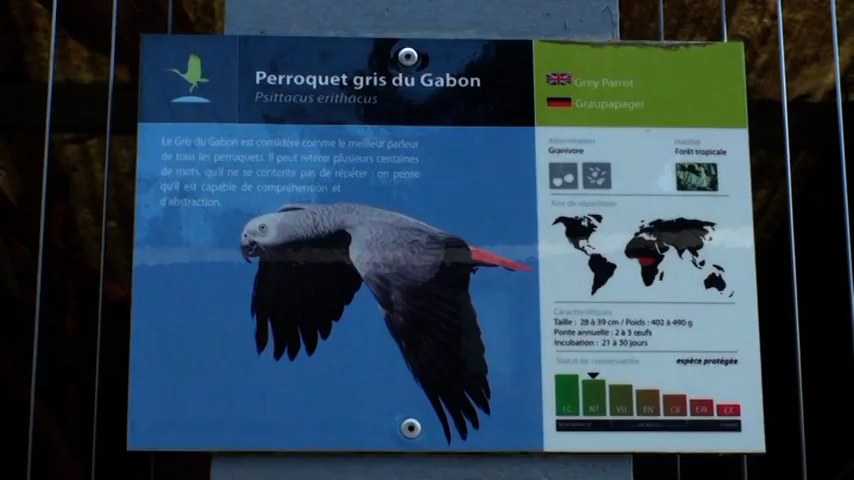 Perroquet gris du Gabon
Psittacus erithacus
Le Gris du Gabon est considéré comme le meilleur parleur
de tous les perroquets. Il peut retenir plusieurs centaines
de mots, qu'il ne se contente pas de répéter : on pense
qu'il est capable de compréhension et
d'abstraction.
Grey Parrot
Graupapagei
Alimentation
Granivore
Habitat
Forêt tropicale
Aire de répartition
Caractéristiques
Taille : 28 à 39 cm / Poids : 402 à 490 g
Ponte annuelle : 2 à 3 œufs
Incubation : 21 à 30 jours
Statut de conservation
espèce protégée
LC NT VU EN CR EW EX